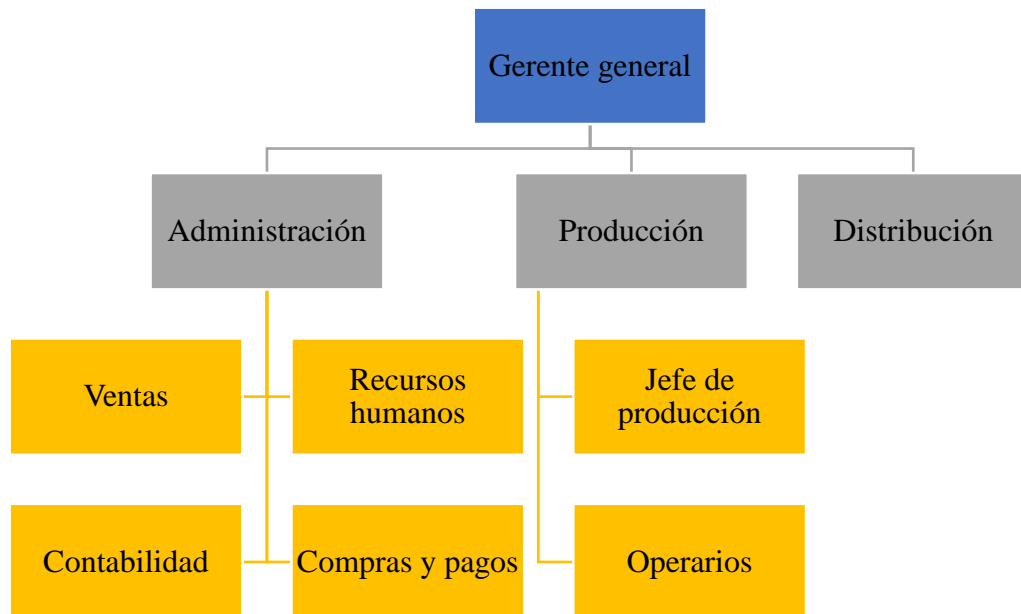 Gerente general
Administración
Producción
Distribución
Ventas
Recursos
humanos
Jefe de
producción
Contabilidad
Compras y pagos
Operarios